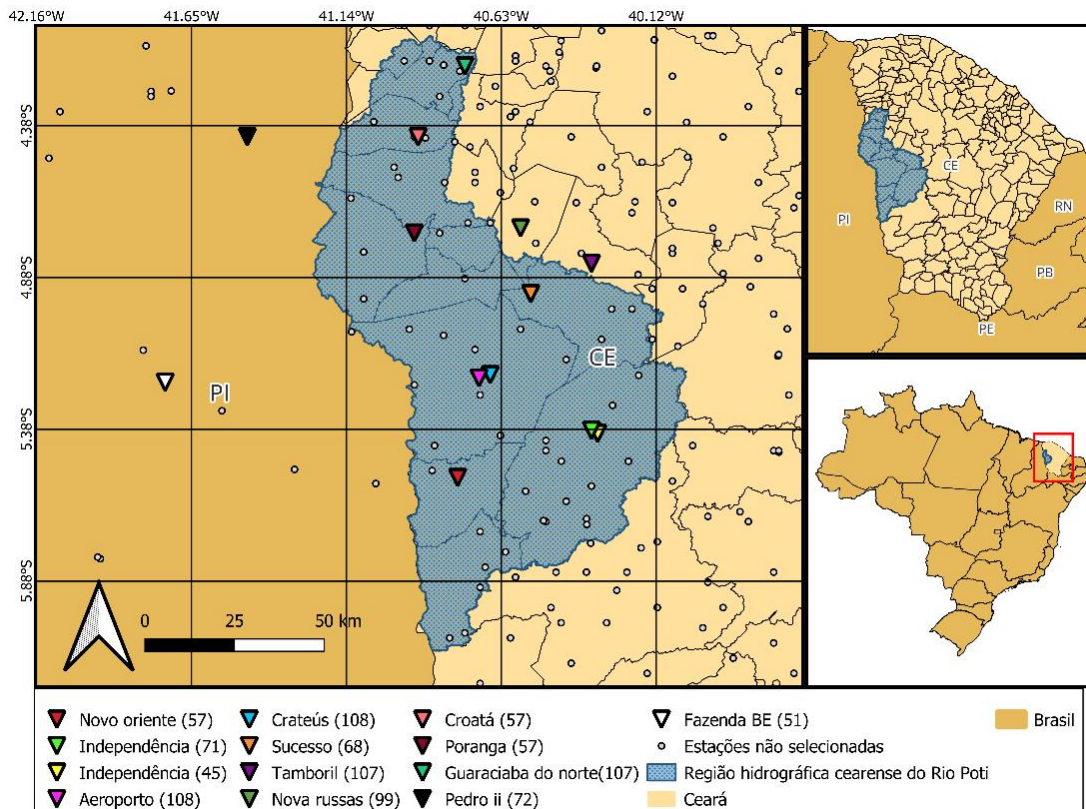 42.16°W 41.65°W 41.14°W 40.63°W 40.12°W
4.38°S
4.88°S
5.38°S
5.88°S
PI
CE
0 25 50 km
CE
PI
RN
PB
PE
Novo oriente (57)
Independência (71)
Independência (45)
Aeroporto (108)
Crateús (108)
Sucesso (68)
Tamboril (107)
Nova russas (99)
Croatá (57)
Poranga (57)
Guaraciaba do norte(107)
Pedro ii (72)
Fazenda BE (51)
Estações não selecionadas
Região hidrográfica cearense do Rio Poti
Ceará
Brasil